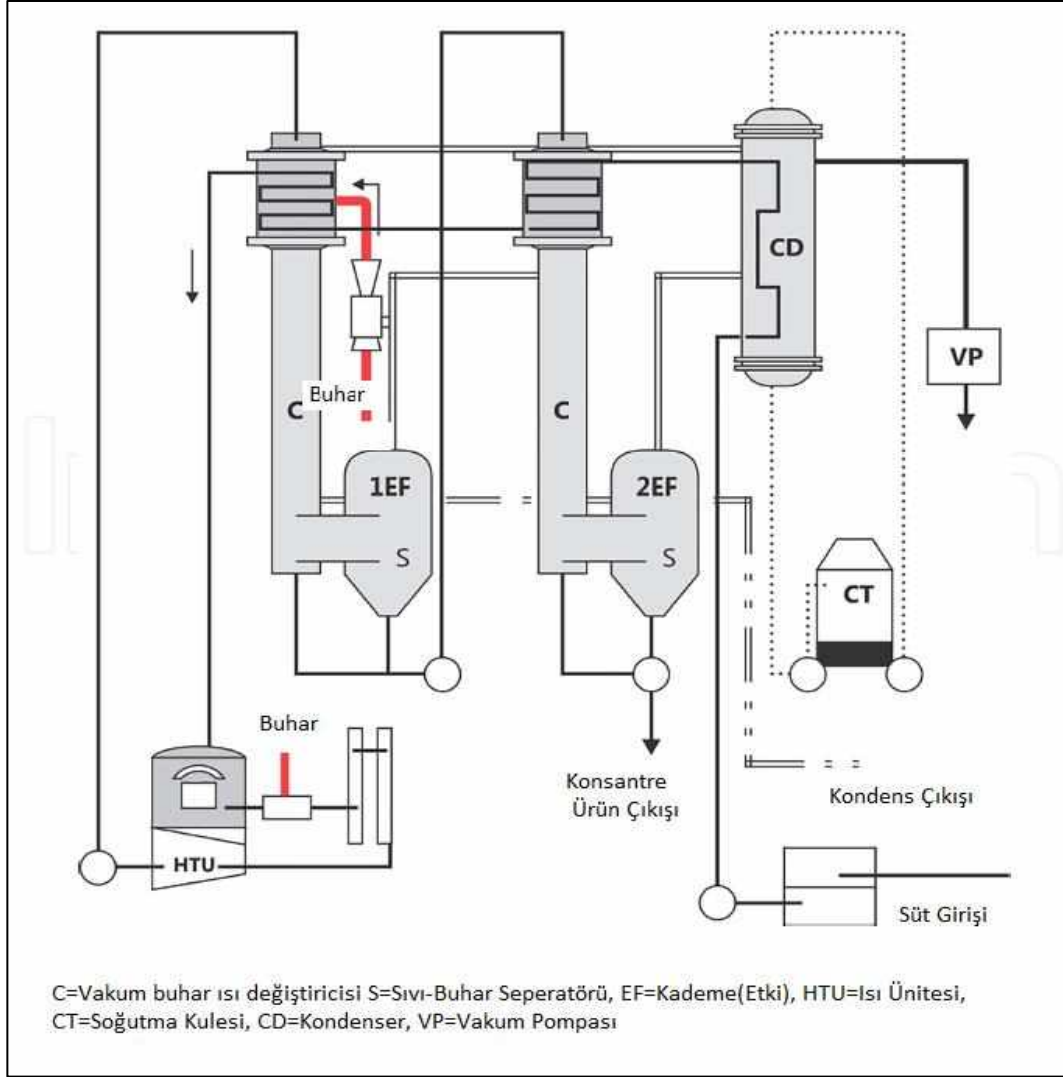 CD
VP
Buhar
C
C
1EF
2EF
S
S
CT
Buhar
Konsantre
Ürün Çıkışı
Kondens Çıkışı
HTU
Süt Girişi
C=Vakum buhar ısı değiştiricisi S=Sıvı-Buhar Seperatörü, EF=Kademe(Etki), HTU=Isı Ünitesi,
CT=Soğutma Kulesi, CD=Kondenser, VP=Vakum Pompası